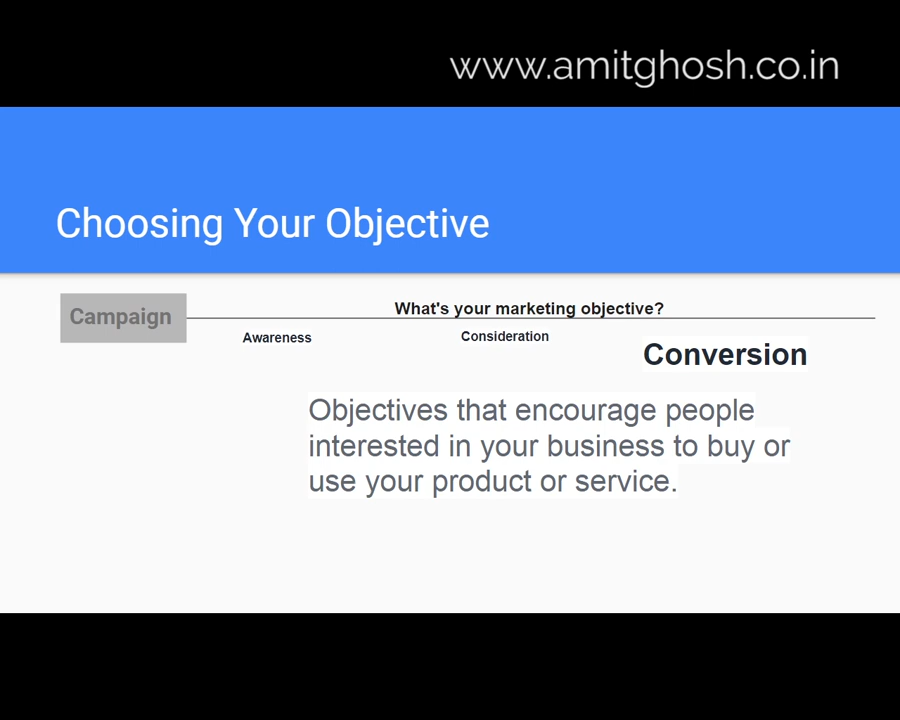 www.amitghosh.co.in
Choosing Your Objective
Campaign
What's your marketing objective?
Awareness
Consideration
Conversion
Objectives that encourage people
interested in your business to buy or
use your product or service.